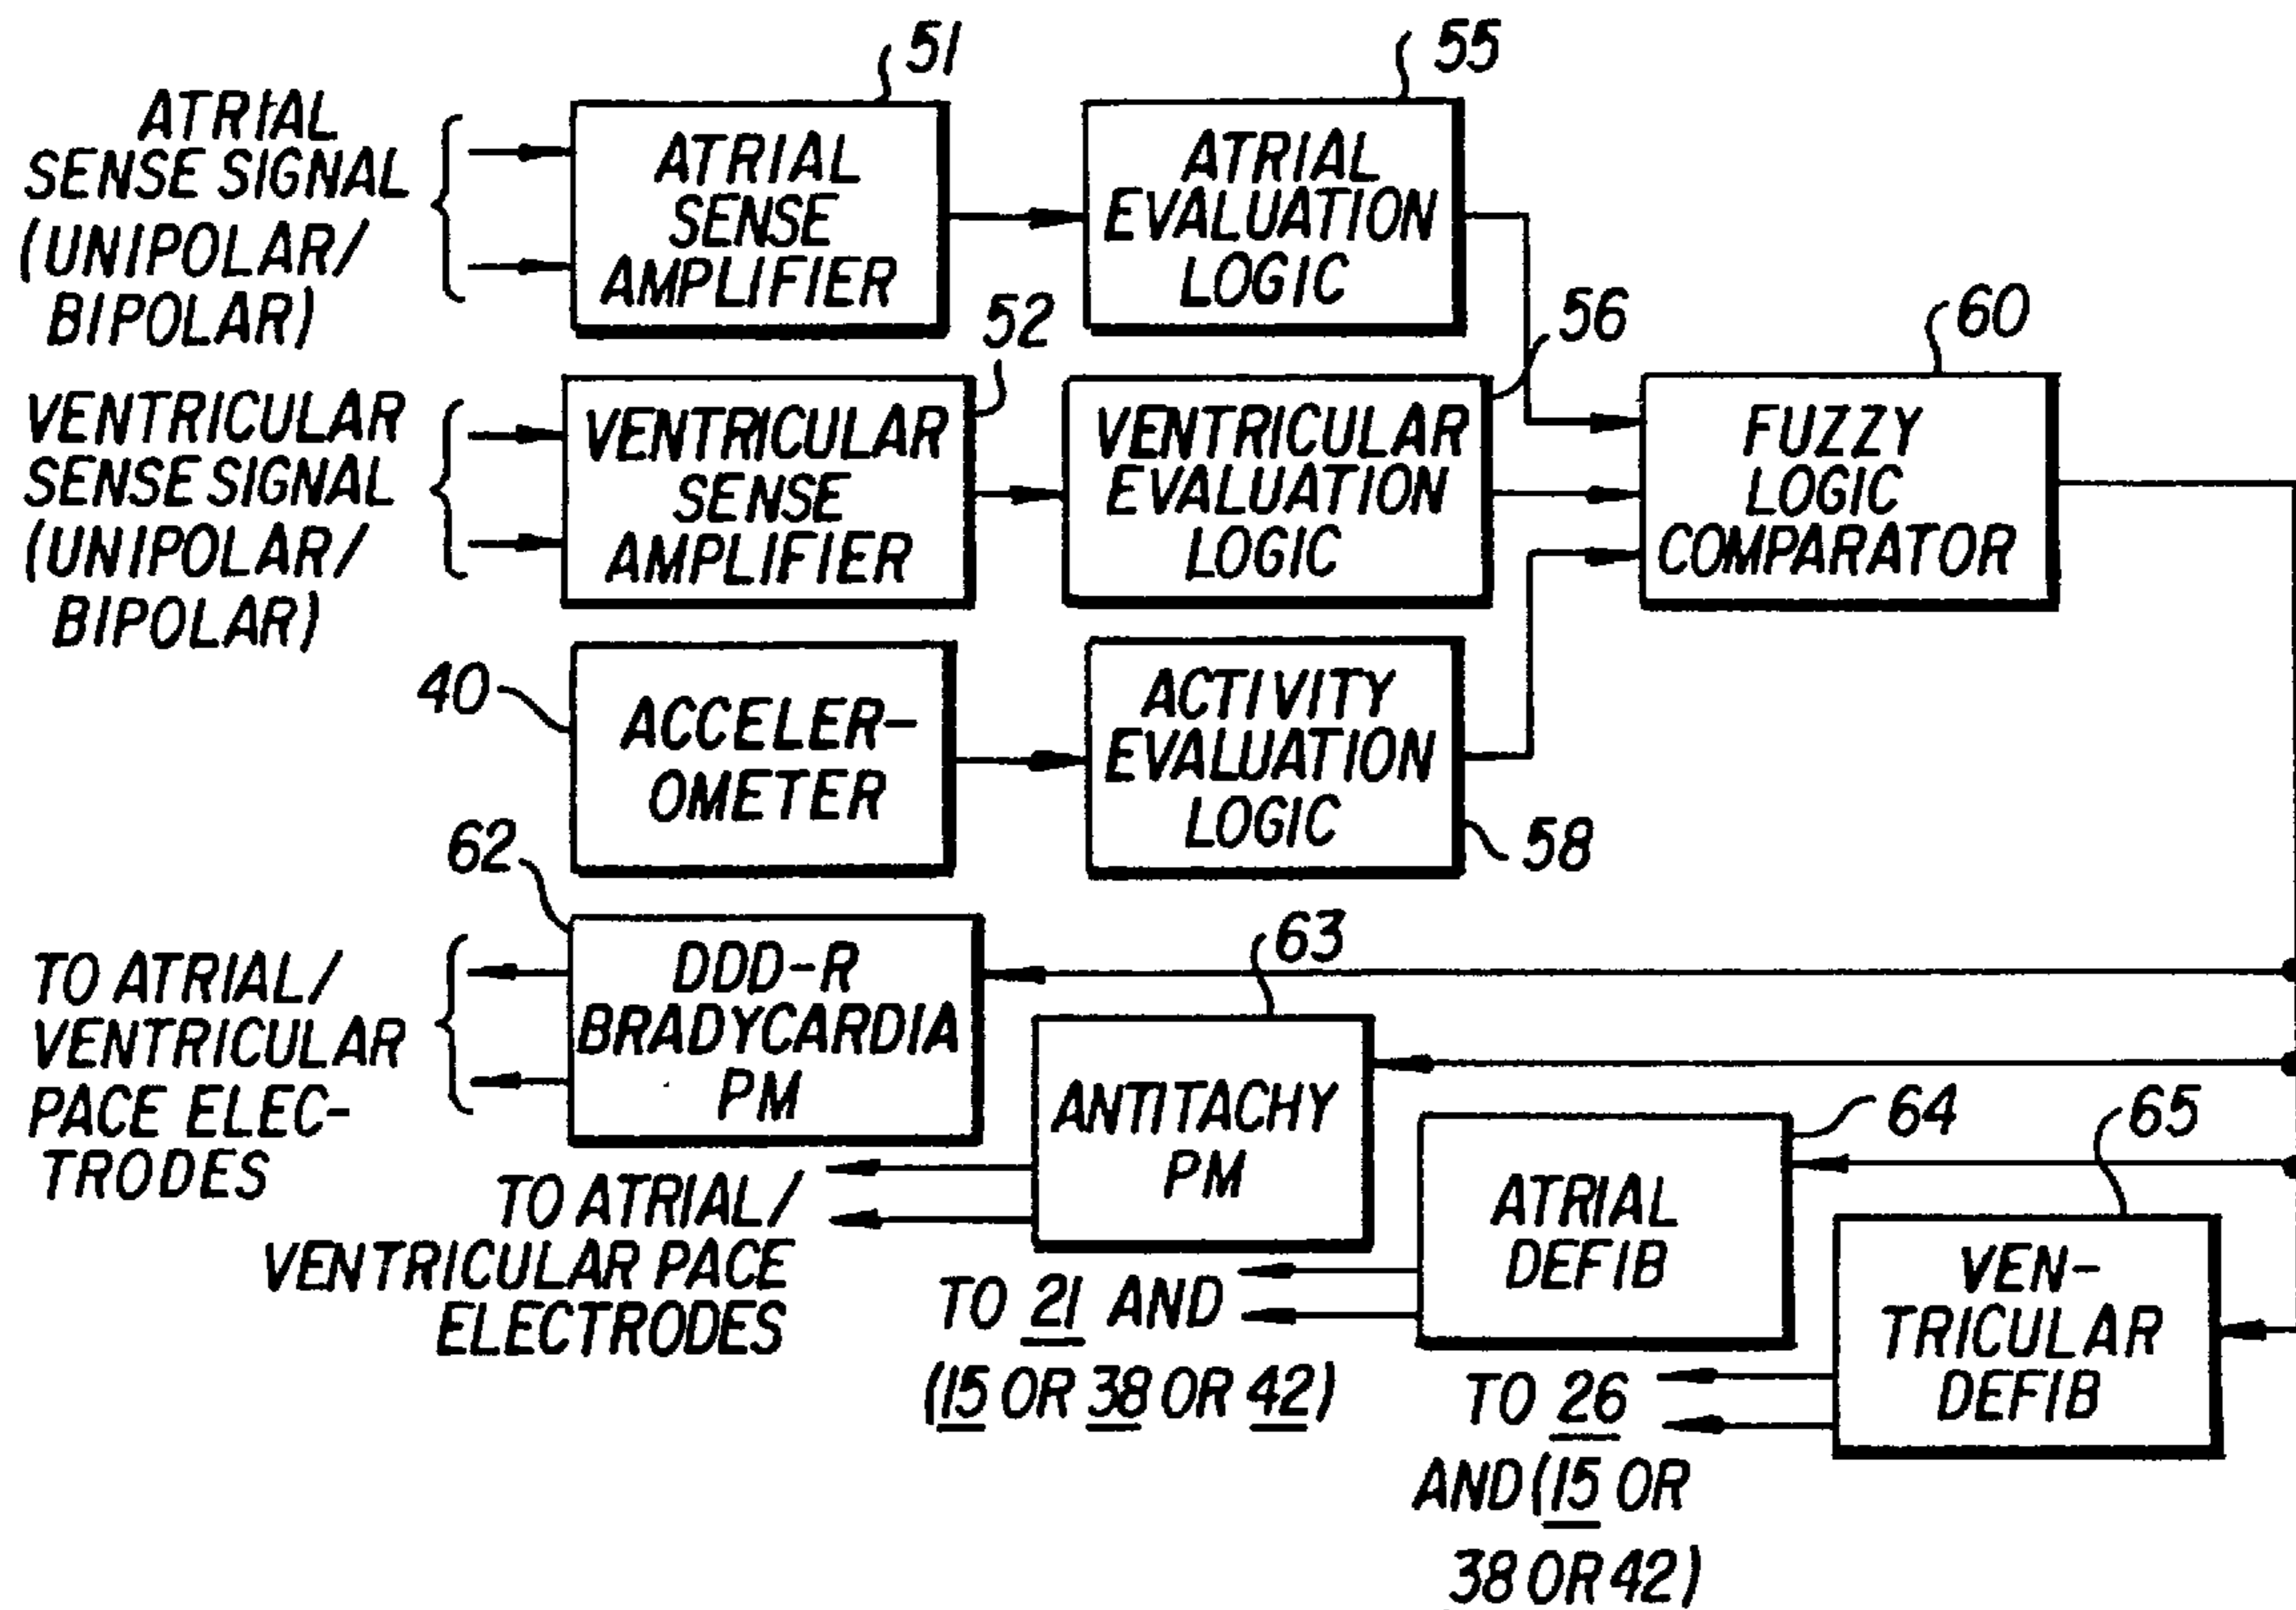 51
55
ATRIAL
SENSE SIGNAL
(UNIPOLAR/
BIPOLAR)
ATRIAL
SENSE
AMPLIFIER
ATRIAL
EVALUATION
LOGIC
52
56
60
VENTRICULAR
SENSE SIGNAL
(UNIPOLAR/
BIPOLAR)
VENTRICULAR
SENSE
AMPLIFIER
VENTRICULAR
EVALUATION
LOGIC
FUZZY
LOGIC
COMPARATOR
40
ACCELER-
OMETER
ACTIVITY
EVALUATION
LOGIC
58
62
63
TO ATRIAL/
VENTRICULAR
PACE ELEC-
TRODES
DDD-R
BRADYCARDIA
PM
ANTITACHY
PM
64
65
TO ATRIAL/
VENTRICULAR PACE
ELECTRODES
ATRIAL
DEFIB
TO 21 AND
(15 OR 38 OR 42)
VEN-
TRICULAR
DEFIB
TO 26
AND (15 OR
38 OR 42)